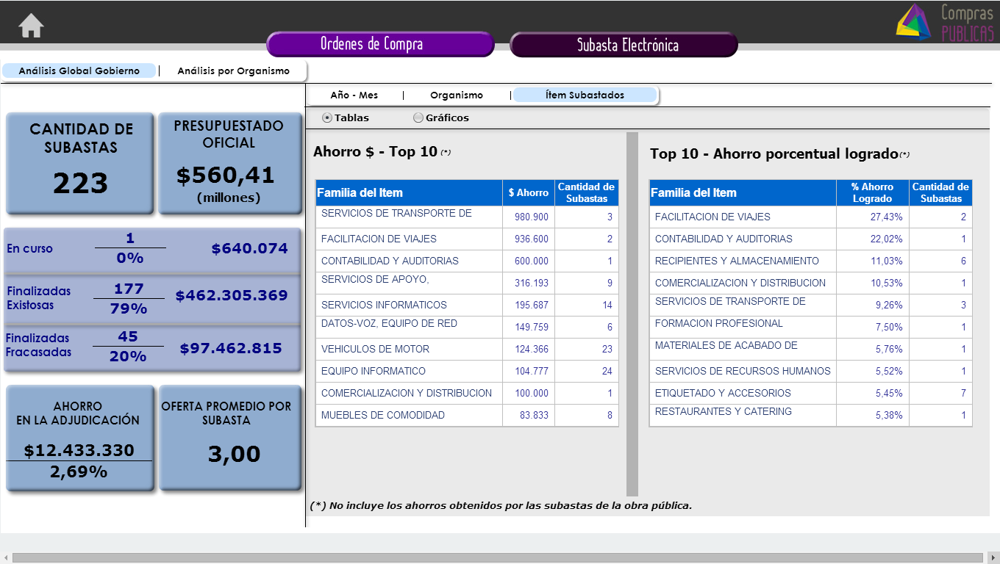 Compras
PUBLICAS
Ordenes de Compra
Subasta Electrónica
Análisis Global Gobierno | Análisis por Organismo
Año - Mes | Organismo | Ítem Subastados
Tablas Gráficos
CANTIDAD DE
SUBASTAS
223
PRESUPUESTADO
OFICIAL
$560,41
(millones)
En curso
1
0%
$640.074
Finalizadas
Existosas
177
79%
$462.305.369
Finalizadas
Fracasadas
45
20%
$97.462.815
AHORRO
EN LA ADJUDICACIÓN
$12.433.330
2,69%
OFERTA PROMEDIO POR
SUBASTA
3,00
Ahorro $ - Top 10 (*)
Familia del Item $ Ahorro Cantidad de
Subastas
SERVICIOS DE TRANSPORTE DE 980.900 3
FACILITACION DE VIAJES 936.600 2
CONTABILIDAD Y AUDITORIAS 600.000 1
SERVICIOS DE APOYO, 316.193 9
SERVICIOS INFORMATICOS 195.687 14
DATOS-VOZ, EQUIPO DE RED 149.759 6
VEHICULOS DE MOTOR 124.366 23
EQUIPO INFORMATICO 104.777 24
COMERCIALIZACION Y DISTRIBUCION 100.000 1
MUEBLES DE COMODIDAD 83.833 8
Top 10 - Ahorro porcentual logrado(*)
Familia del Item % Ahorro Cantidad de
Logrado Subastas
FACILITACION DE VIAJES 27,43% 2
CONTABILIDAD Y AUDITORIAS 22,02% 1
RECIPIENTES Y ALMACENAMIENTO 11,03% 6
COMERCIALIZACION Y DISTRIBUCION 10,53% 1
SERVICIOS DE TRANSPORTE DE 9,26% 3
FORMACION PROFESIONAL 7,50% 1
MATERIALES DE ACABADO DE 5,76% 1
SERVICIOS DE RECURSOS HUMANOS 5,52% 1
ETIQUETADO Y ACCESORIOS 5,45% 7
RESTAURANTES Y CATERING 5,38% 1
(*) No incluye los ahorros obtenidos por las subastas de la obra pública.